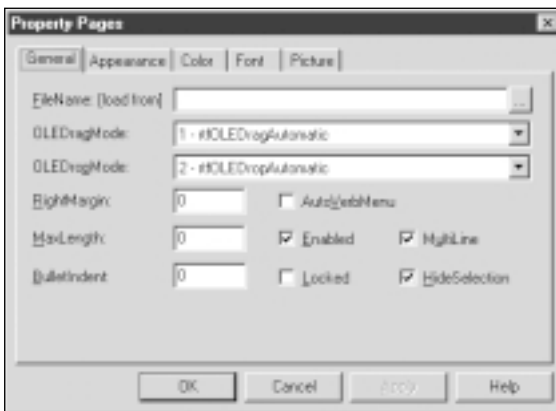 Property Pages
General Appearance Color Font Picture
FileName: [load from] ...
OLEDragMode: 1 - rtfOLEDragAutomatic
OLEDropMode: 2 - rtfOLEDropAutomatic
RightMargin: 0 AutoVerbMenu
MaxLength: 0 Enabled MultiLine
BulletIndent 0 Locked HideSelection
OK Cancel Apply Help